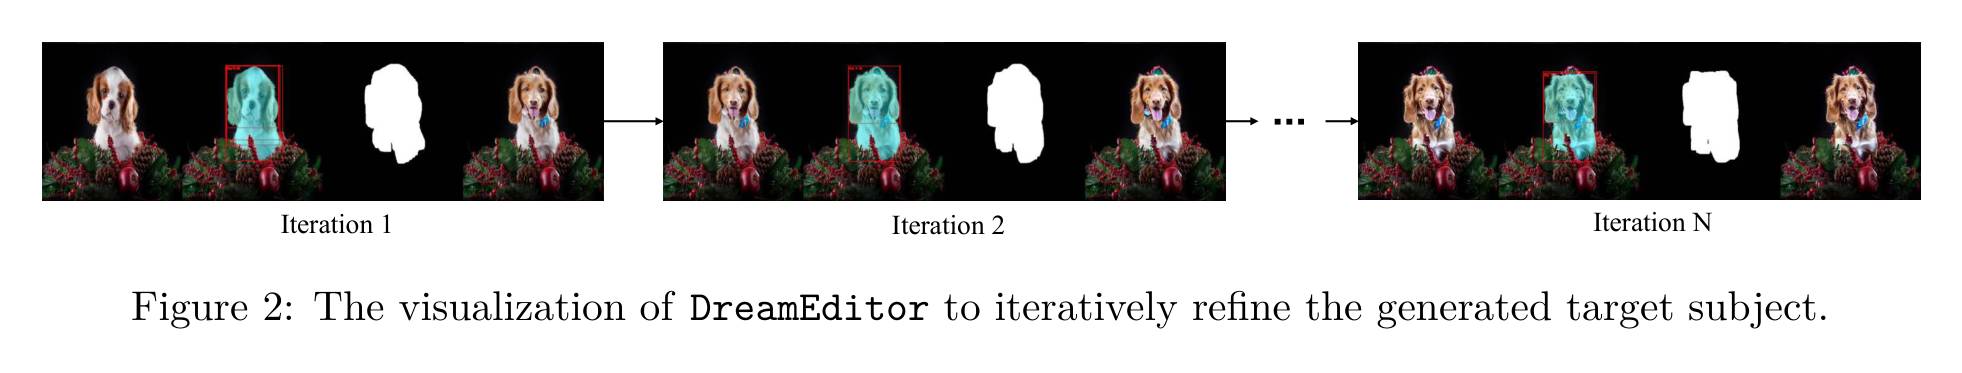 Iteration 1
Iteration 2
...
Iteration N
Figure 2: The visualization of DreamEditor to iteratively refine the generated target subject.